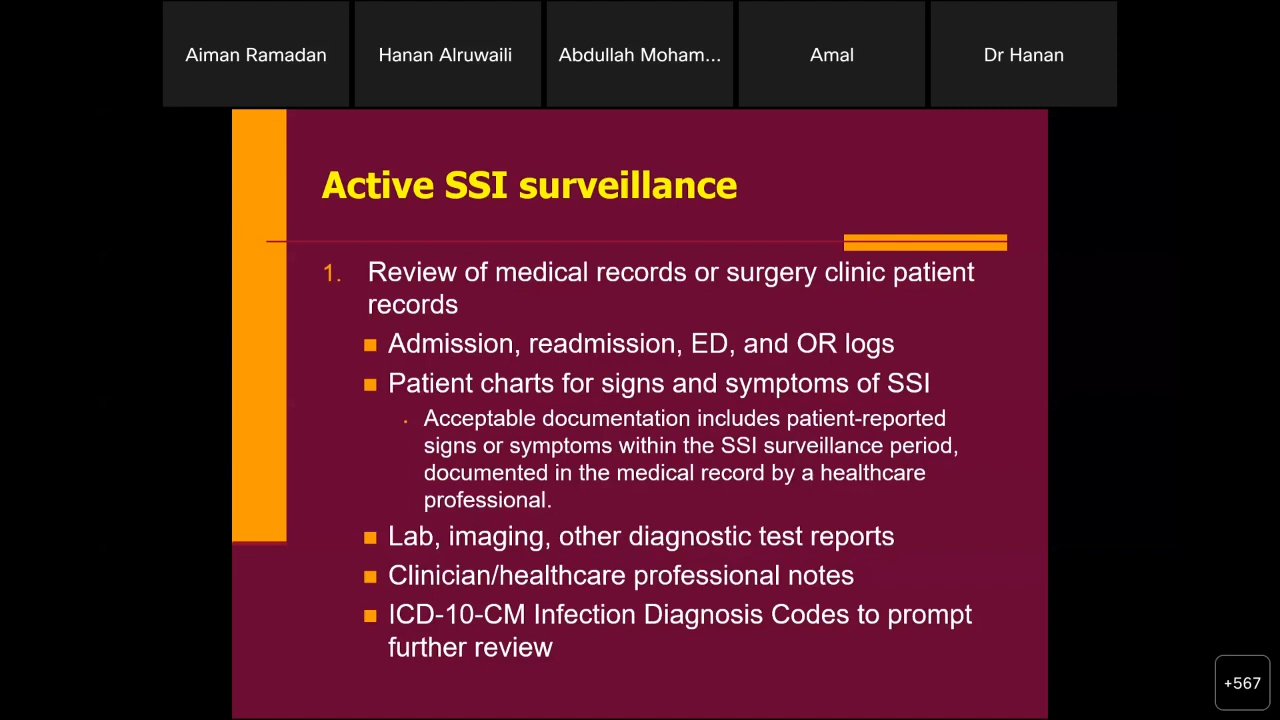 Aiman Ramadan
Hanan Alruwaili
Abdullah Moham...
Amal
Dr Hanan
Active SSI surveillance
1. Review of medical records or surgery clinic patient
records
Admission, readmission, ED, and OR logs
Patient charts for signs and symptoms of SSI
Acceptable documentation includes patient-reported
signs or symptoms within the SSI surveillance period,
documented in the medical record by a healthcare
professional.
Lab, imaging, other diagnostic test reports
Clinician/healthcare professional notes
ICD-10-CM Infection Diagnosis Codes to prompt
further review
+567